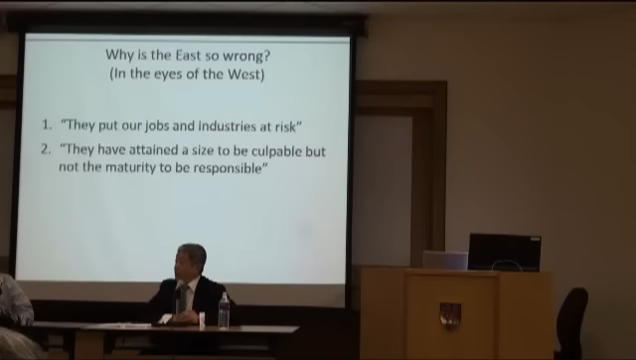 Why is the East so wrong?
(In the eyes of the West)
1. "They put our jobs and industries at risk"
2. "They have attained a size to be culpable but
not the maturity to be responsible"